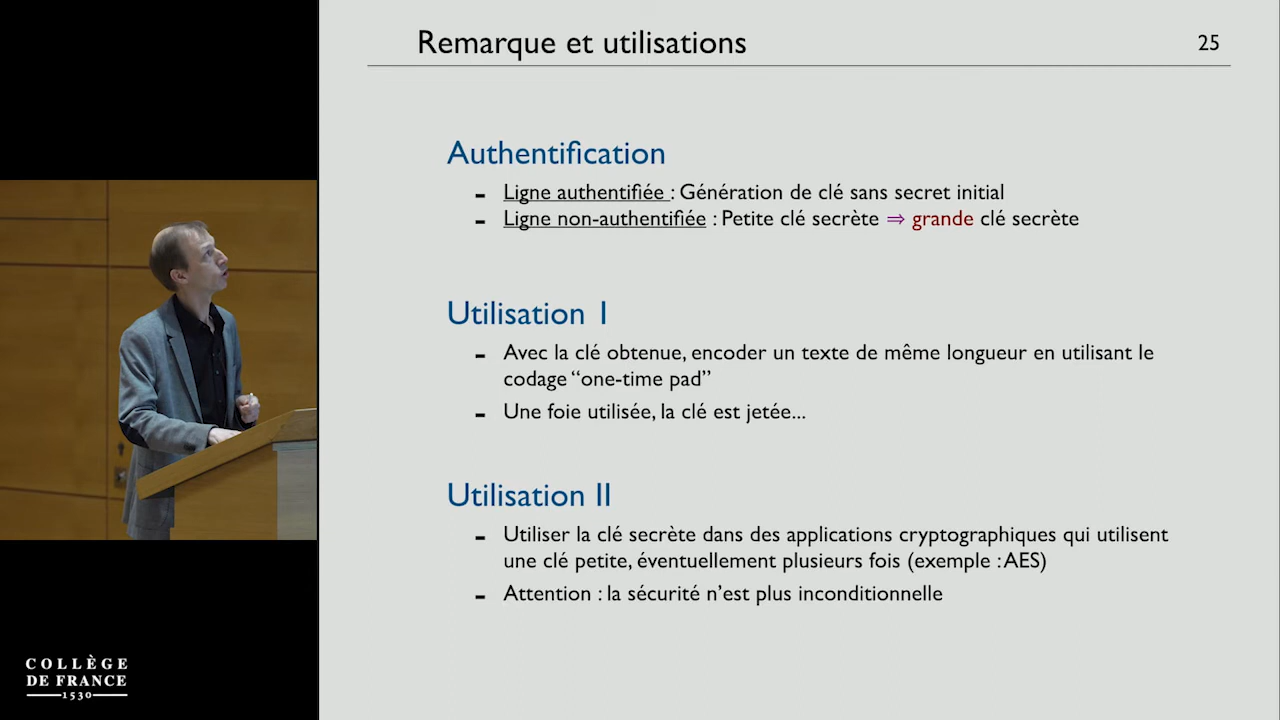 Remarque et utilisations
25
Authentification
- Ligne authentifiée : Génération de clé sans secret initial
- Ligne non-authentifiée : Petite clé secrète ⇒ grande clé secrète
Utilisation I
- Avec la clé obtenue, encoder un texte de même longueur en utilisant le
codage “one-time pad”
- Une foie utilisée, la clé est jetée...
Utilisation II
- Utiliser la clé secrète dans des applications cryptographiques qui utilisent
une clé petite, éventuellement plusieurs fois (exemple : AES)
- Attention : la sécurité n’est plus inconditionnelle
COLLÈGE
DE FRANCE
1530